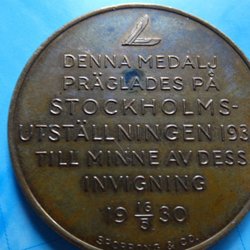 DENNA MEDALJ
PRÄGLADES PÅ
STOCKHOLMS-
UTSTÄLLNINGEN 193
TILL MINNE AV DESS
INVIGNING
19 16/5 30
SPORRONG & CO.